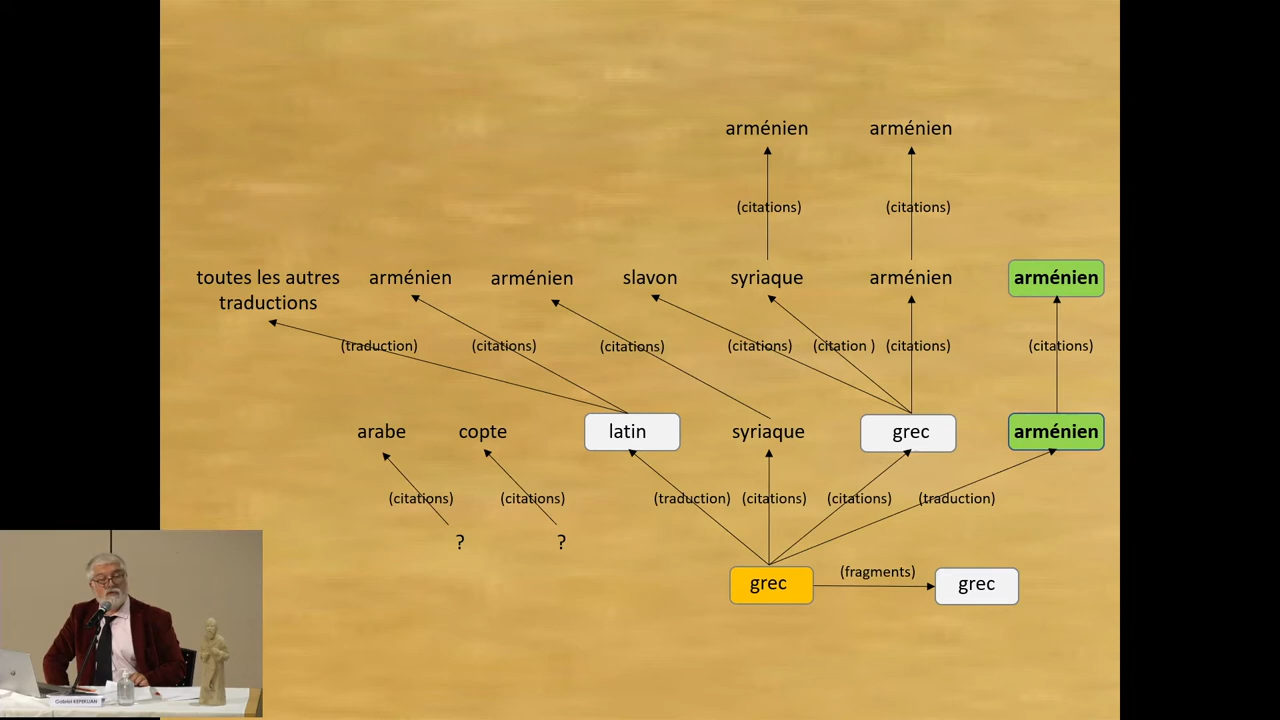 arménien arménien
(citations) (citations)
toutes les autres arménien arménien slavon syriaque arménien arménien
traductions
(traduction) (citations) (citations) (citations) (citation ) (citations) (citations)
arabe copte latin syriaque grec arménien
(citations) (citations) (traduction) (citations) (citations) (traduction)
? ?
(fragments)
grec grec